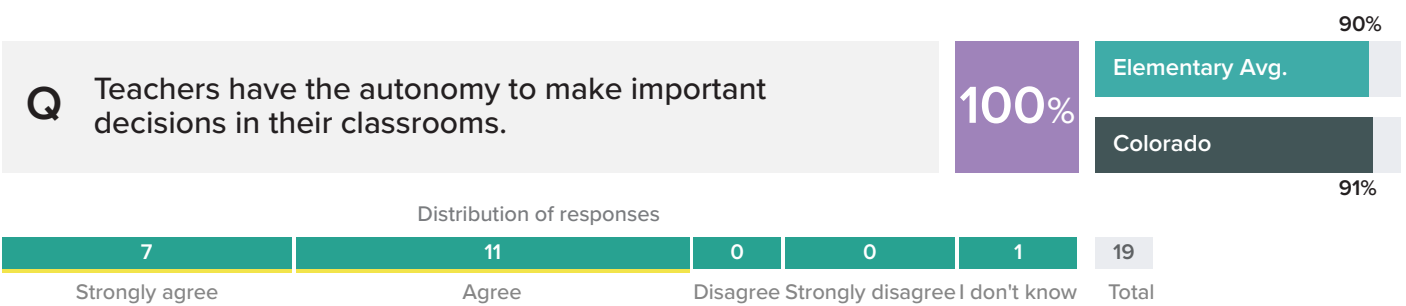 90%
Q
Teachers have the autonomy to make important
decisions in their classrooms.
100%
Elementary Avg.
Colorado
91%
Distribution of responses
7 11 0 0 1 19
Strongly agree Agree Disagree Strongly disagree I don't know Total